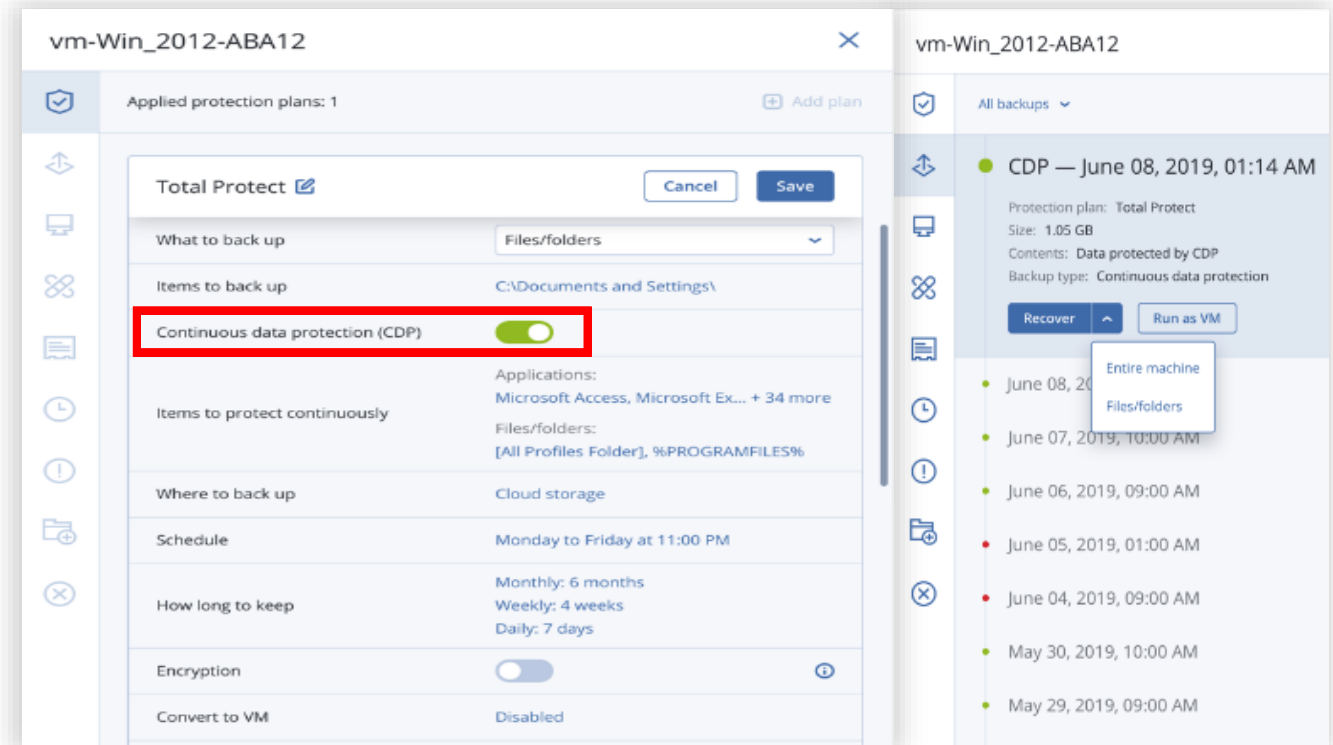 vm-Win_2012-ABA12
Applied protection plans: 1
Add plan
Total Protect
Cancel
Save
What to back up
Files/folders
Items to back up
C:\Documents and Settings\
Continuous data protection (CDP)
Items to protect continuously
Applications:
Microsoft Access, Microsoft Ex... + 34 more
Files/folders:
[All Profiles Folder], %PROGRAMFILES%
Where to back up
Cloud storage
Schedule
Monday to Friday at 11:00 PM
How long to keep
Monthly: 6 months
Weekly: 4 weeks
Daily: 7 days
Encryption
Convert to VM
Disabled
vm-Win_2012-ABA12
All backups
CDP — June 08, 2019, 01:14 AM
Protection plan: Total Protect
Size: 1.05 GB
Contents: Data protected by CDP
Backup type: Continuous data protection
Recover
Run as VM
Entire machine
Files/folders
June 08, 20
June 07, 2019, 10:00 AM
June 06, 2019, 09:00 AM
June 05, 2019, 01:00 AM
June 04, 2019, 09:00 AM
May 30, 2019, 10:00 AM
May 29, 2019, 09:00 AM